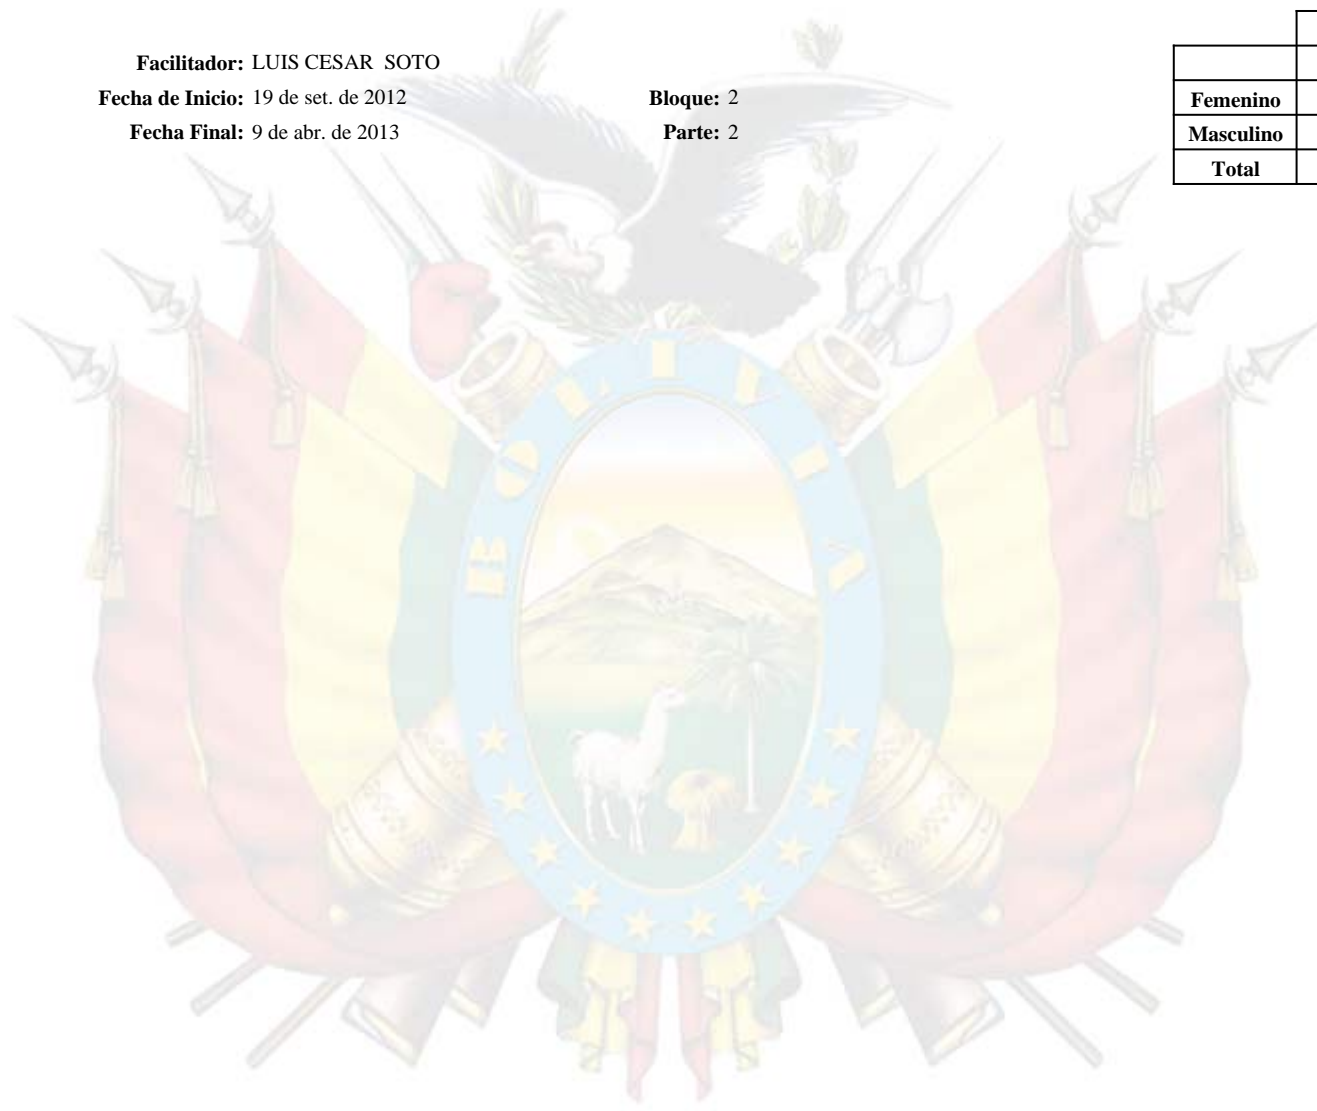 Facilitador: LUIS CESAR SOTO
Fecha de Inicio: 19 de set. de 2012
Bloque: 2
Fecha Final: 9 de abr. de 2013
Parte: 2
Femenino
Masculino
Total
BOLIVIA